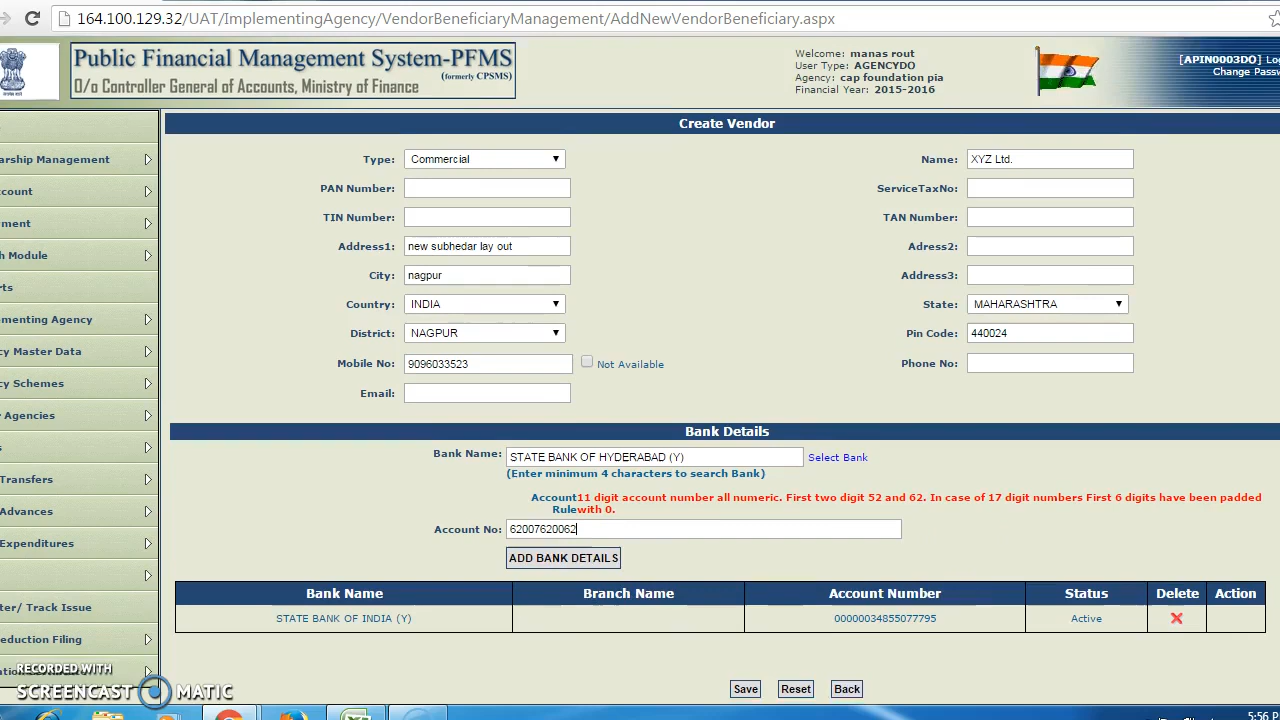 164.100.129.32/UAT/ImplementingAgency/VendorBeneficiaryManagement/AddNewVendorBeneficiary.aspx
Public Financial Management System-PFMS
(formerly CPSMS)
O/o Controller General of Accounts, Ministry of Finance
Welcome: manas rout
User Type: AGENCYDO
Agency: cap foundation pia
Financial Year: 2015-2016
[APIN0003DO] Log
Change Passw
Create Vendor
arship Management
ccount
ment
h Module
rts
menting Agency
cy Master Data
cy Schemes
Agencies
s
Transfers
Advances
Expenditures
ter/ Track Issue
eduction Filing
Type: Commercial
Name: XYZ Ltd.
PAN Number:
ServiceTaxNo:
TIN Number:
TAN Number:
Address1: new subhedar lay out
Adress2:
City: nagpur
Address3:
Country: INDIA
State: MAHARASHTRA
District: NAGPUR
Pin Code: 440024
Mobile No: 9096033523 Not Available
Phone No:
Email:
Bank Details
Bank Name: STATE BANK OF HYDERABAD (Y) Select Bank
(Enter minimum 4 characters to search Bank)
Account 11 digit account number all numeric. First two digit 52 and 62. In case of 17 digit numbers First 6 digits have been padded
Rule with 0.
Account No: 62007620062
ADD BANK DETAILS
Bank Name Branch Name Account Number Status Delete Action
STATE BANK OF INDIA (Y) 00000034855077795 Active
Save Reset Back
RECORDED WITH
SCREENCAST MATIC
5:56 P